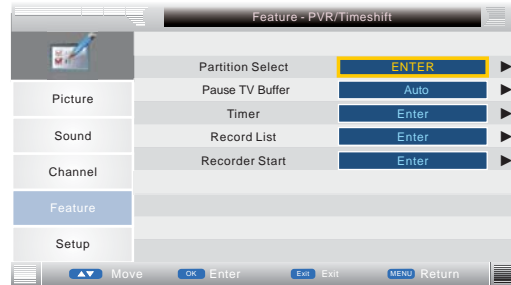 Feature - PVR/Timeshift
Partition Select ENTER
Pause TV Buffer Auto
Timer Enter
Record List Enter
Recorder Start Enter
Picture
Sound
Channel
Feature
Setup
Move OK Enter Exit Exit MENU Return